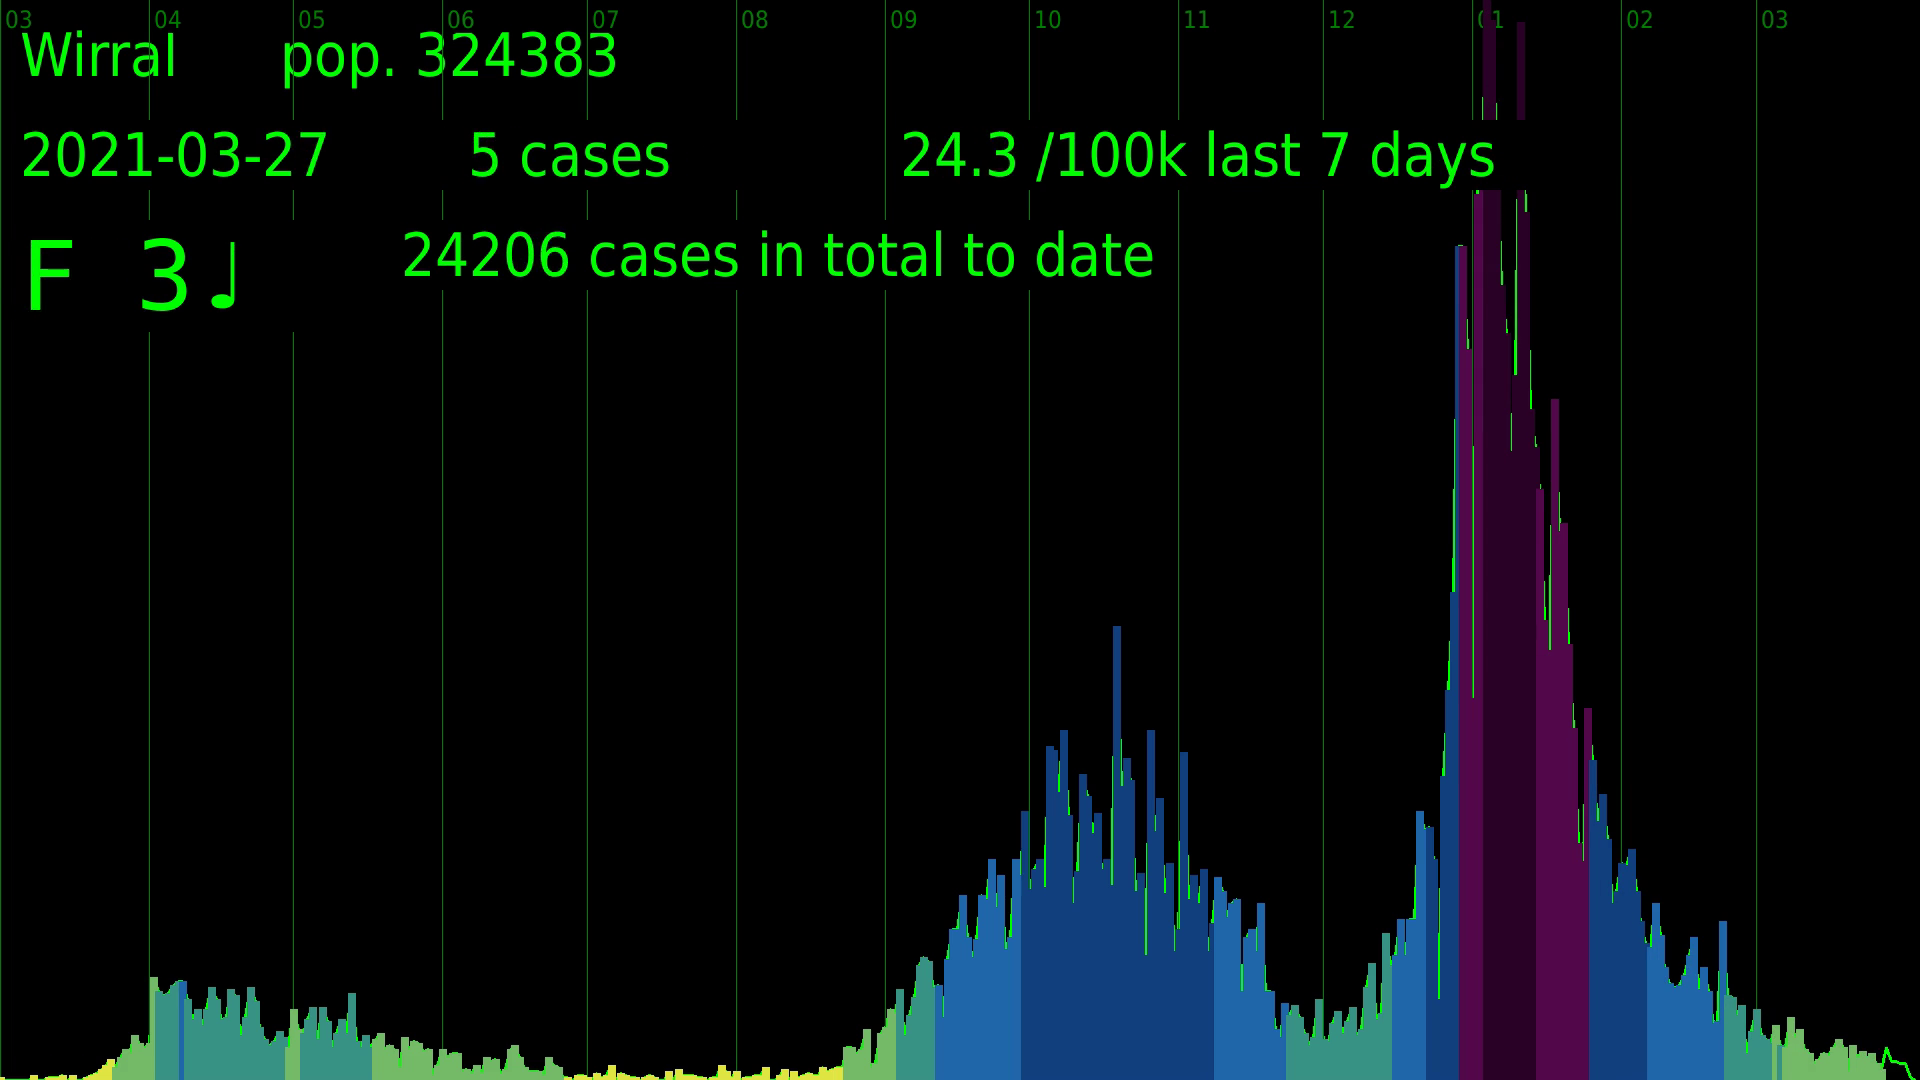 03 04 05 06 07 08 09 10 11 12 01 02 03
Wirral pop. 324383
2021-03-27 5 cases 24.3 /100k last 7 days
F 3♩ 24206 cases in total to date